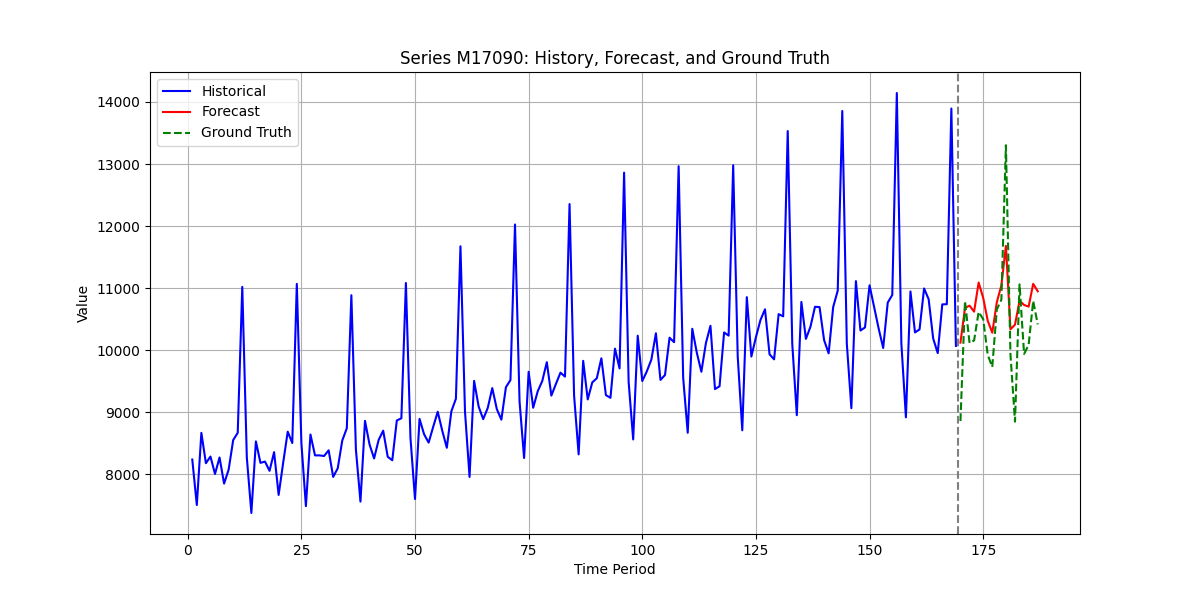 Series M17090: History, Forecast, and Ground Truth
Historical
Forecast
Ground Truth
14000
13000
12000
11000
10000
9000
8000
Value
0 25 50 75 100 125 150 175
Time Period